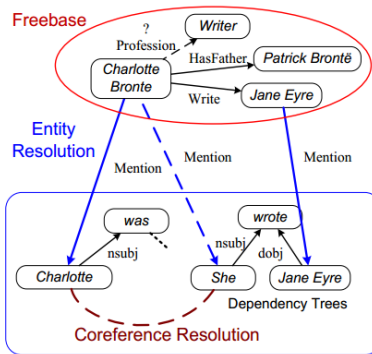 Freebase
?
Writer
Profession
HasFather
Patrick Brontë
Charlotte
Bronte
Write
Jane Eyre
Entity
Resolution
Mention
Mention
Mention
was
wrote
nsubj
nsubj
dobj
Charlotte
She
Jane Eyre
Dependency Trees
Coreference Resolution